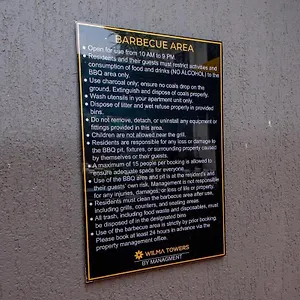 BARBECUE AREA
• Open for use from 10 AM to 9 PM.
• Residents and their guests must restrict activities and
consumption of food and drinks (NO ALCOHOL) to the
BBQ area only.
• Use charcoal only; ensure no coals drop on the
ground. Extinguish and dispose of coals properly.
• Wash utensils in your apartment unit only.
• Dispose of litter and wet refuse properly in provided
bins.
• Do not remove, detach, or uninstall any equipment or
fittings provided in this area.
• Children are not allowed near the grill.
• Residents are responsible for any loss or damage to
the BBQ pit, fixtures, or surrounding property caused
by themselves or their guests.
• A maximum of 15 people per booking is allowed to
ensure adequate space for everyone.
• Use of the BBQ area and pit is at the resident's and
their guests' own risk. Management is not responsible
for any injuries, damages, or loss of life or property.
• Residents must clean the barbecue area after use,
including grills, counters, and seating areas.
• All trash, including food waste and disposables, must
be disposed of in the designated bins
• Use of the barbecue area is strictly by prior booking.
Please book at least 24 hours in advance via the
property management office.
WILMA TOWERS
BY MANAGMENT